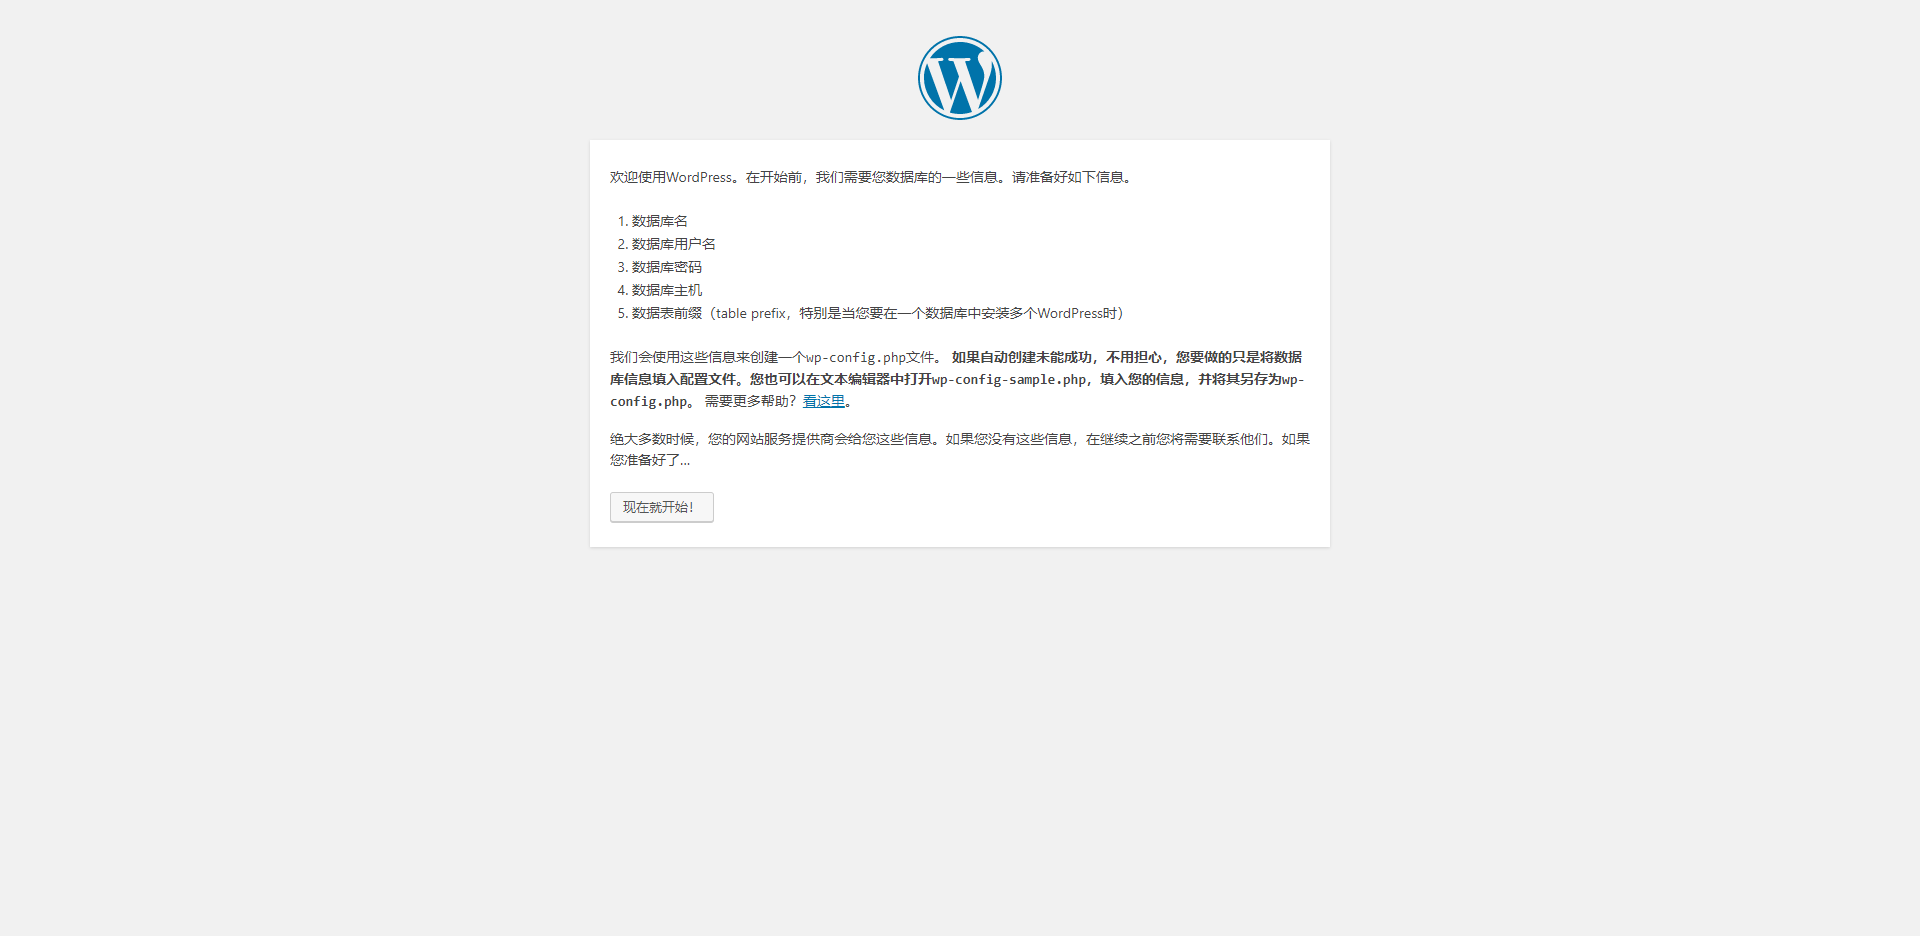 欢迎使用WordPress。在开始前，我们需要您数据库的一些信息。请准备好如下信息。
1. 数据库名
2. 数据库用户名
3. 数据库密码
4. 数据库主机
5. 数据表前缀（table prefix，特别是当您要在一个数据库中安装多个WordPress时）
我们会使用这些信息来创建一个wp-config.php文件。 如果自动创建未能成功，不用担心，您要做的只是将数据
库信息填入配置文件。您也可以在文本编辑器中打开wp-config-sample.php，填入您的信息，并将其另存为wp-
config.php。 需要更多帮助？看这里。
绝大多数时候，您的网站服务提供商会给您这些信息。如果您没有这些信息，在继续之前您将需要联系他们。如果
您准备好了…
现在就开始！